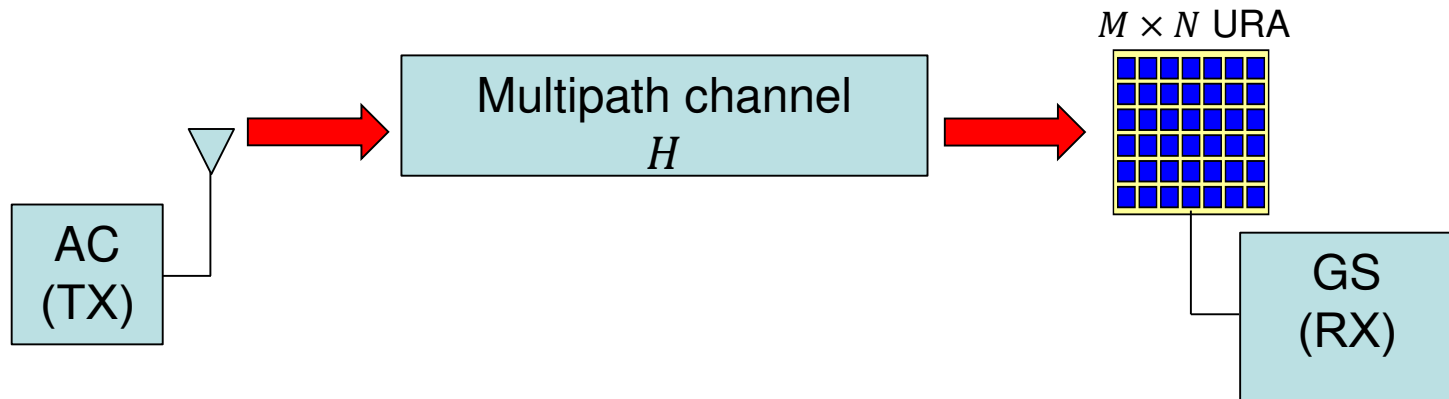 M × N URA
Multipath channel
H
AC
(TX)
GS
(RX)